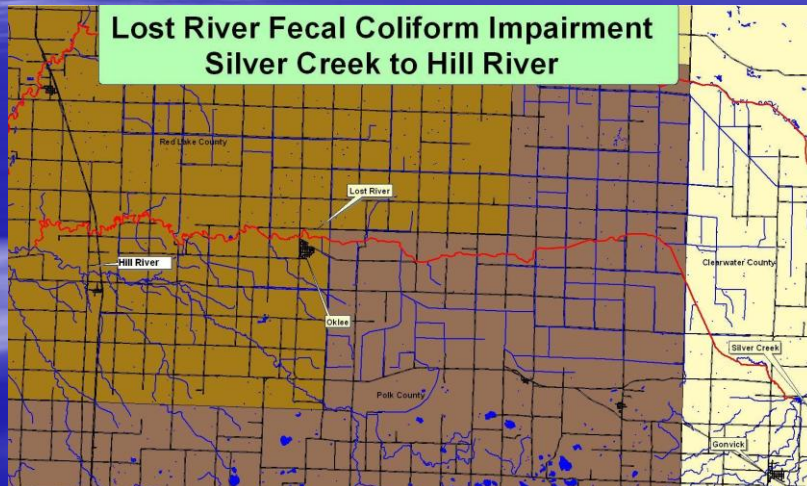 Lost River Fecal Coliform Impairment
Silver Creek to Hill River
Red Lake County
Lost River
Hill River
Clearwater County
Oklee
Silver Creek
Polk County
Gonvick